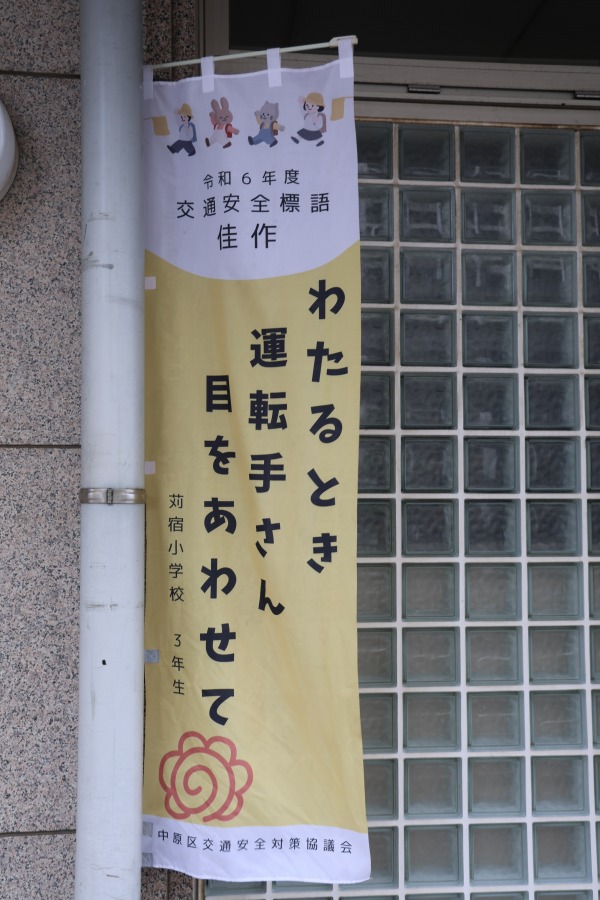 令和6年度
交通安全標語
佳作
わたるとき
運転手さん
目をあわせて
苅宿小学校 3年生
中原区交通安全対策協議会